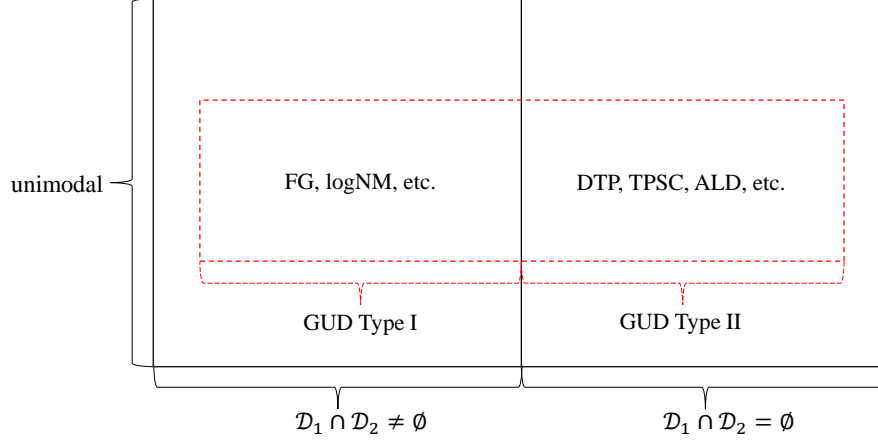 unimodal
FG, logNM, etc.
DTP, TPSC, ALD, etc.
GUD Type I
GUD Type II
𝒟₁ ∩ 𝒟₂ ≠ ∅
𝒟₁ ∩ 𝒟₂ = ∅